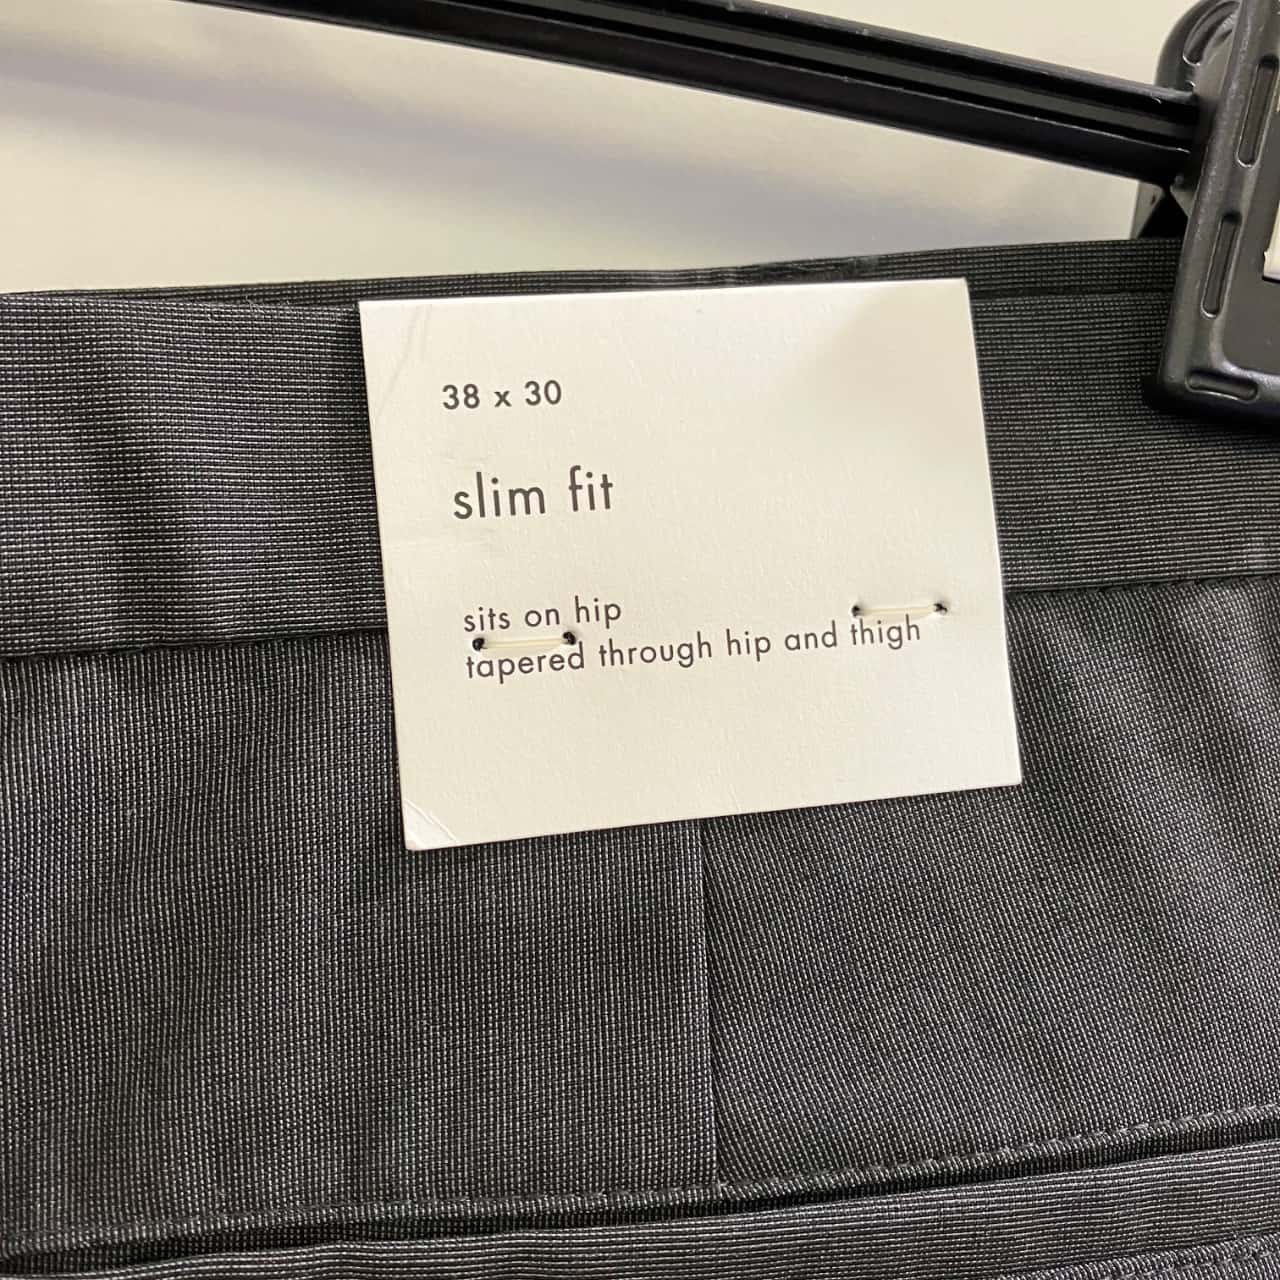 38 x 30
slim fit
sits on hip
tapered through hip and thigh